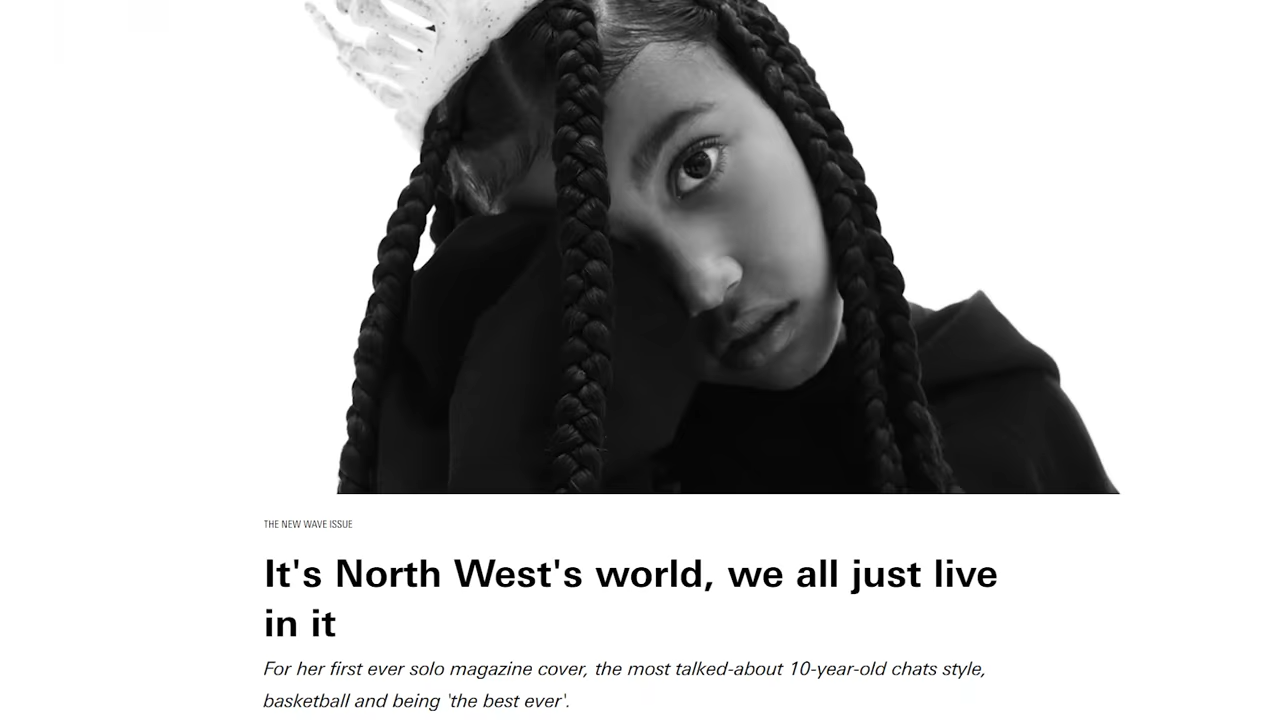 THE NEW WAVE ISSUE
It's North West's world, we all just live
in it
For her first ever solo magazine cover, the most talked-about 10-year-old chats style,
basketball and being 'the best ever'.